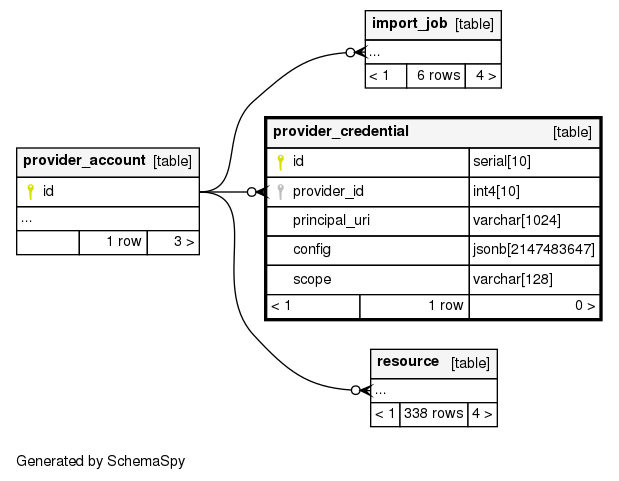 import_job [table]
...
< 1 6 rows 4 >
provider_credential [table]
id serial[10]
provider_id int4[10]
principal_uri varchar[1024]
config jsonb[2147483647]
scope varchar[128]
< 1 1 row 0 >
provider_account [table]
id
...
1 row 3 >
resource [table]
...
< 1 338 rows 4 >
Generated by SchemaSpy